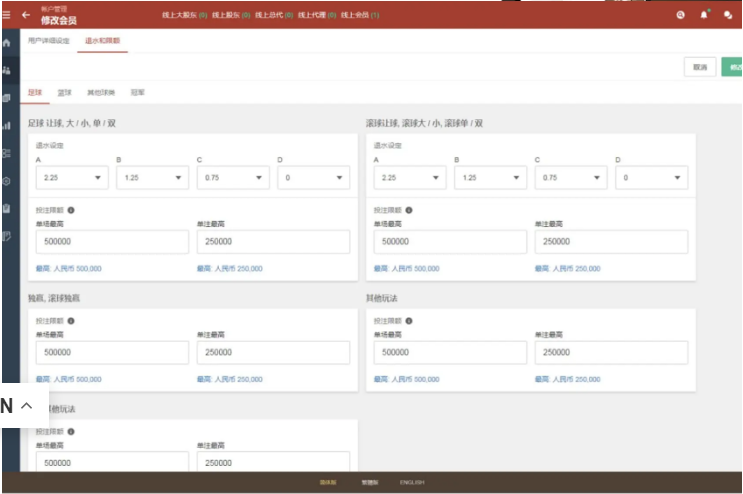 帐户管理
修改会员
线上大股东 (0) 线上股东 (0) 线上总代 (0) 线上代理 (0) 线上会员 (1)
用户详细设定 退水和限额
取消 修改
足球 篮球 其他球类 冠军
足球 让球, 大 / 小, 单 / 双
滚球让球, 滚球大 / 小, 滚球单 / 双
退水设定
A B C D
2.25 1.25 0.75 0
投注限额
单场最高 单注最高
500000 250000
最高: 人民币 500,000 最高: 人民币 250,000
退水设定
A B C D
2.25 1.25 0.75 0
投注限额
单场最高 单注最高
500000 250000
最高: 人民币 500,000 最高: 人民币 250,000
独赢, 滚球独赢
其他玩法
投注限额
单场最高 单注最高
500000 250000
最高: 人民币 500,000 最高: 人民币 250,000
投注限额
单场最高 单注最高
500000 250000
最高: 人民币 500,000 最高: 人民币 250,000
N
其他玩法
投注限额
单场最高 单注最高
500000 250000
简体版 繁體版 ENGLISH